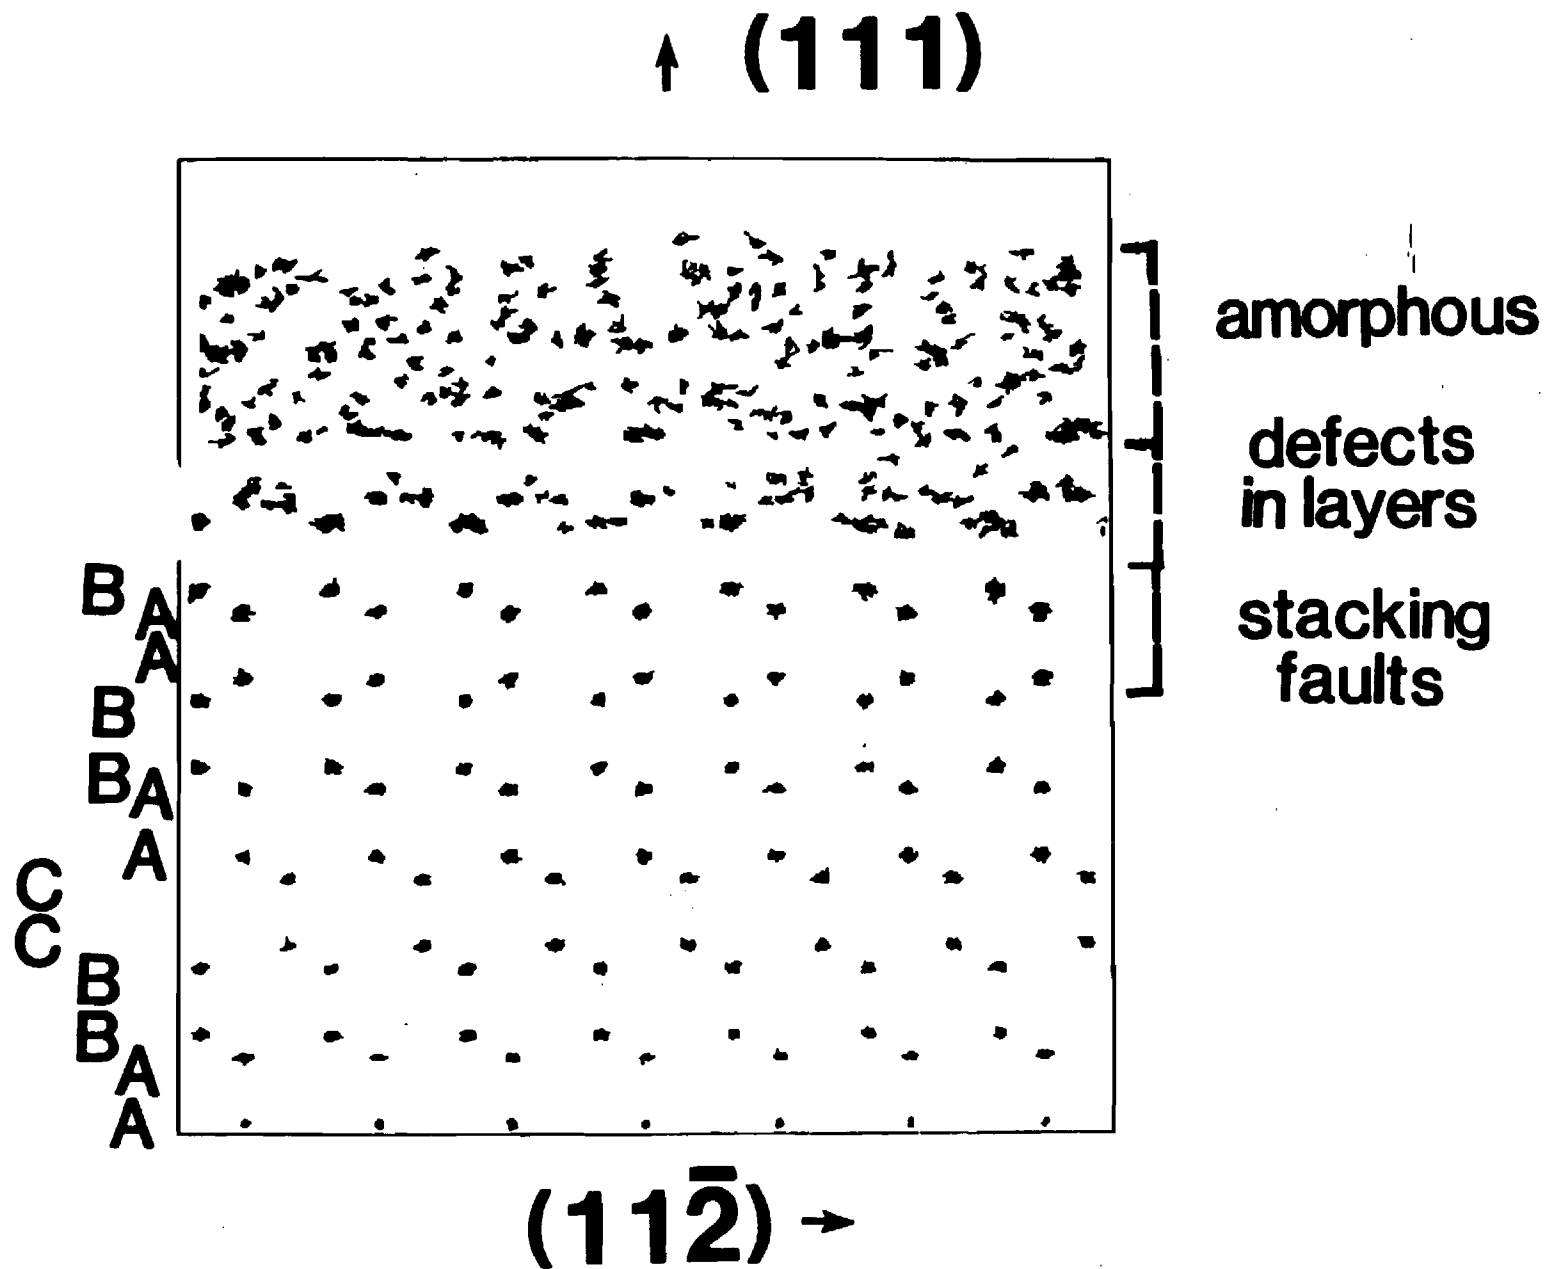 (111)
amorphous
defects
in layers
stacking
faults
B
A
A
B
B
A
A
C
C
B
B
A
A
(112̅)